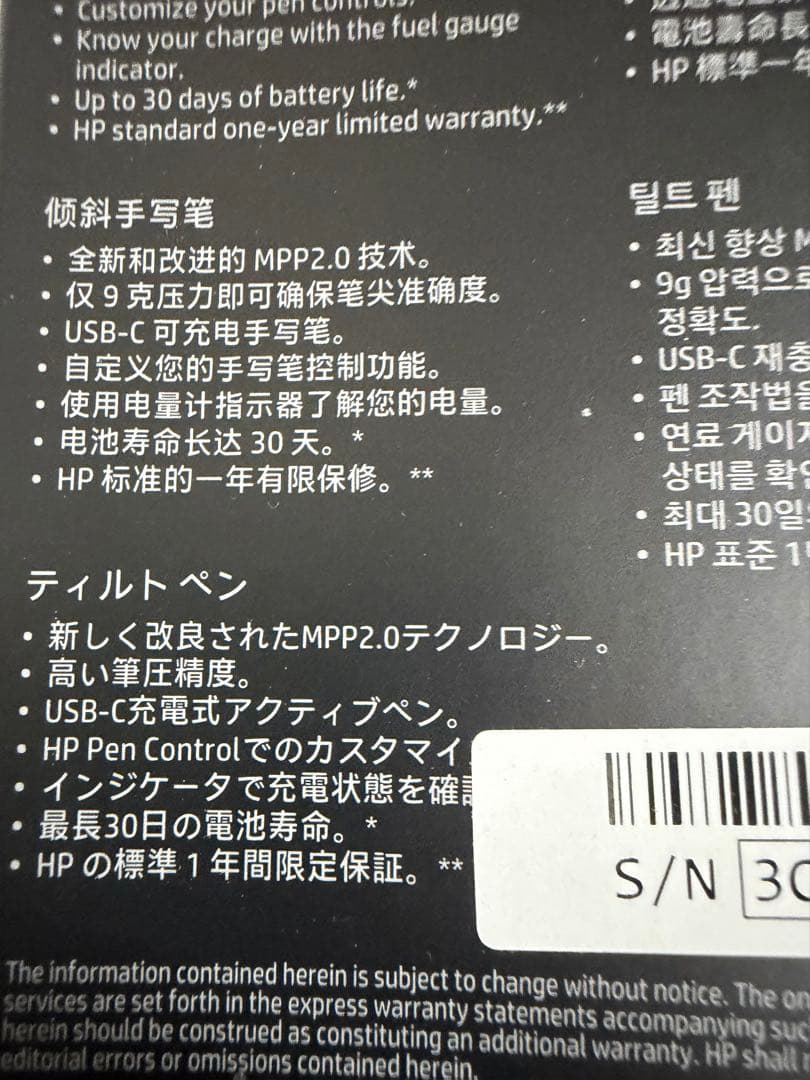 • Customize your pen controls.
• Know your charge with the fuel gauge
indicator.
• Up to 30 days of battery life.*
• HP standard one-year limited warranty.**
• 電池壽命長
• HP 標準一年
倾斜手写笔
• 全新和改进的 MPP2.0 技术。
• 仅 9 克压力即可确保笔尖准确度。
• USB-C 可充电手写笔。
• 自定义您的手写笔控制功能。
• 使用电量计指示器了解您的电量。
• 电池寿命长达 30 天。*
• HP 标准的一年有限保修。**
틸트 펜
• 최신 향상 M
• 9g 압력으로
정확도.
• USB-C 재충
• 펜 조작법을
• 연료 게이지
상태를 확인
• 최대 30일
• HP 표준 1
ティルト ペン
• 新しく改良されたMPP2.0テクノロジー。
• 高い筆圧精度。
• USB-C充電式アクティブペン。
• HP Pen Controlでのカスタマイ
• インジケータで充電状態を確認
• 最長30日の電池寿命。*
• HP の標準 1 年間限定保証。**
S/N 3C
The information contained herein is subject to change without notice. The on
services are set forth in the express warranty statements accompanying suc
herein should be construed as constituting an additional warranty. HP shall
editorial errors or omissions contained herein.